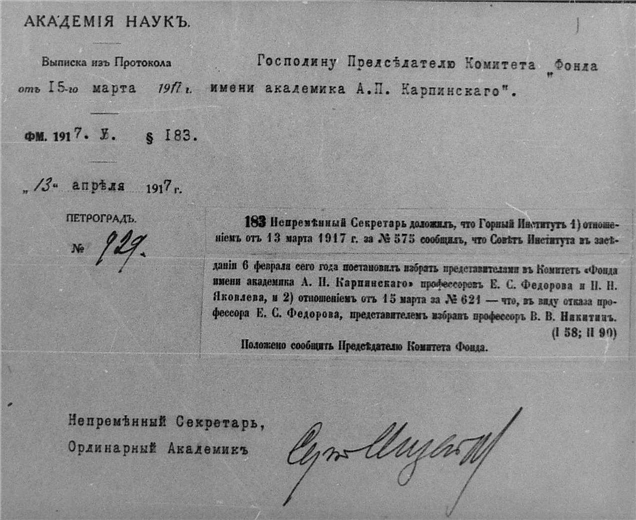 АКАДЕМІЯ НАУКЪ.
Выписка изъ Протокола
отъ 15-го марта 1917 г.
ФМ. 1917. V. § 183.
„13“ апрѣля 1917 г.
ПЕТРОГРАДЪ.
№ 929.
Господину Предсѣдателю Комитета „Фонда
имени академика А.П. Карпинскаго".
183 Непремѣнный Секретарь доложилъ, что Горный Институтъ 1) отноше-
ніемъ отъ 13 марта 1917 г. за № 575 сообщилъ, что Совѣтъ Института въ засѣ-
даніи 6 февраля сего года постановилъ избрать представителями въ Комитетъ «Фонда
имени академика А. П. Карпинскаго» профессоровъ Е. С. Федорова и Н. Н.
Яковлева, и 2) отношеніемъ отъ 15 марта за № 621 — что, въ виду отказа про-
фессора Е. С. Федорова, представителемъ избранъ профессоръ В. В. Никитинъ.
(I 58; II 90)
Положено сообщить Предсѣдателю Комитета Фонда.
Непремѣнный Секретарь,
Ординарный Академикъ